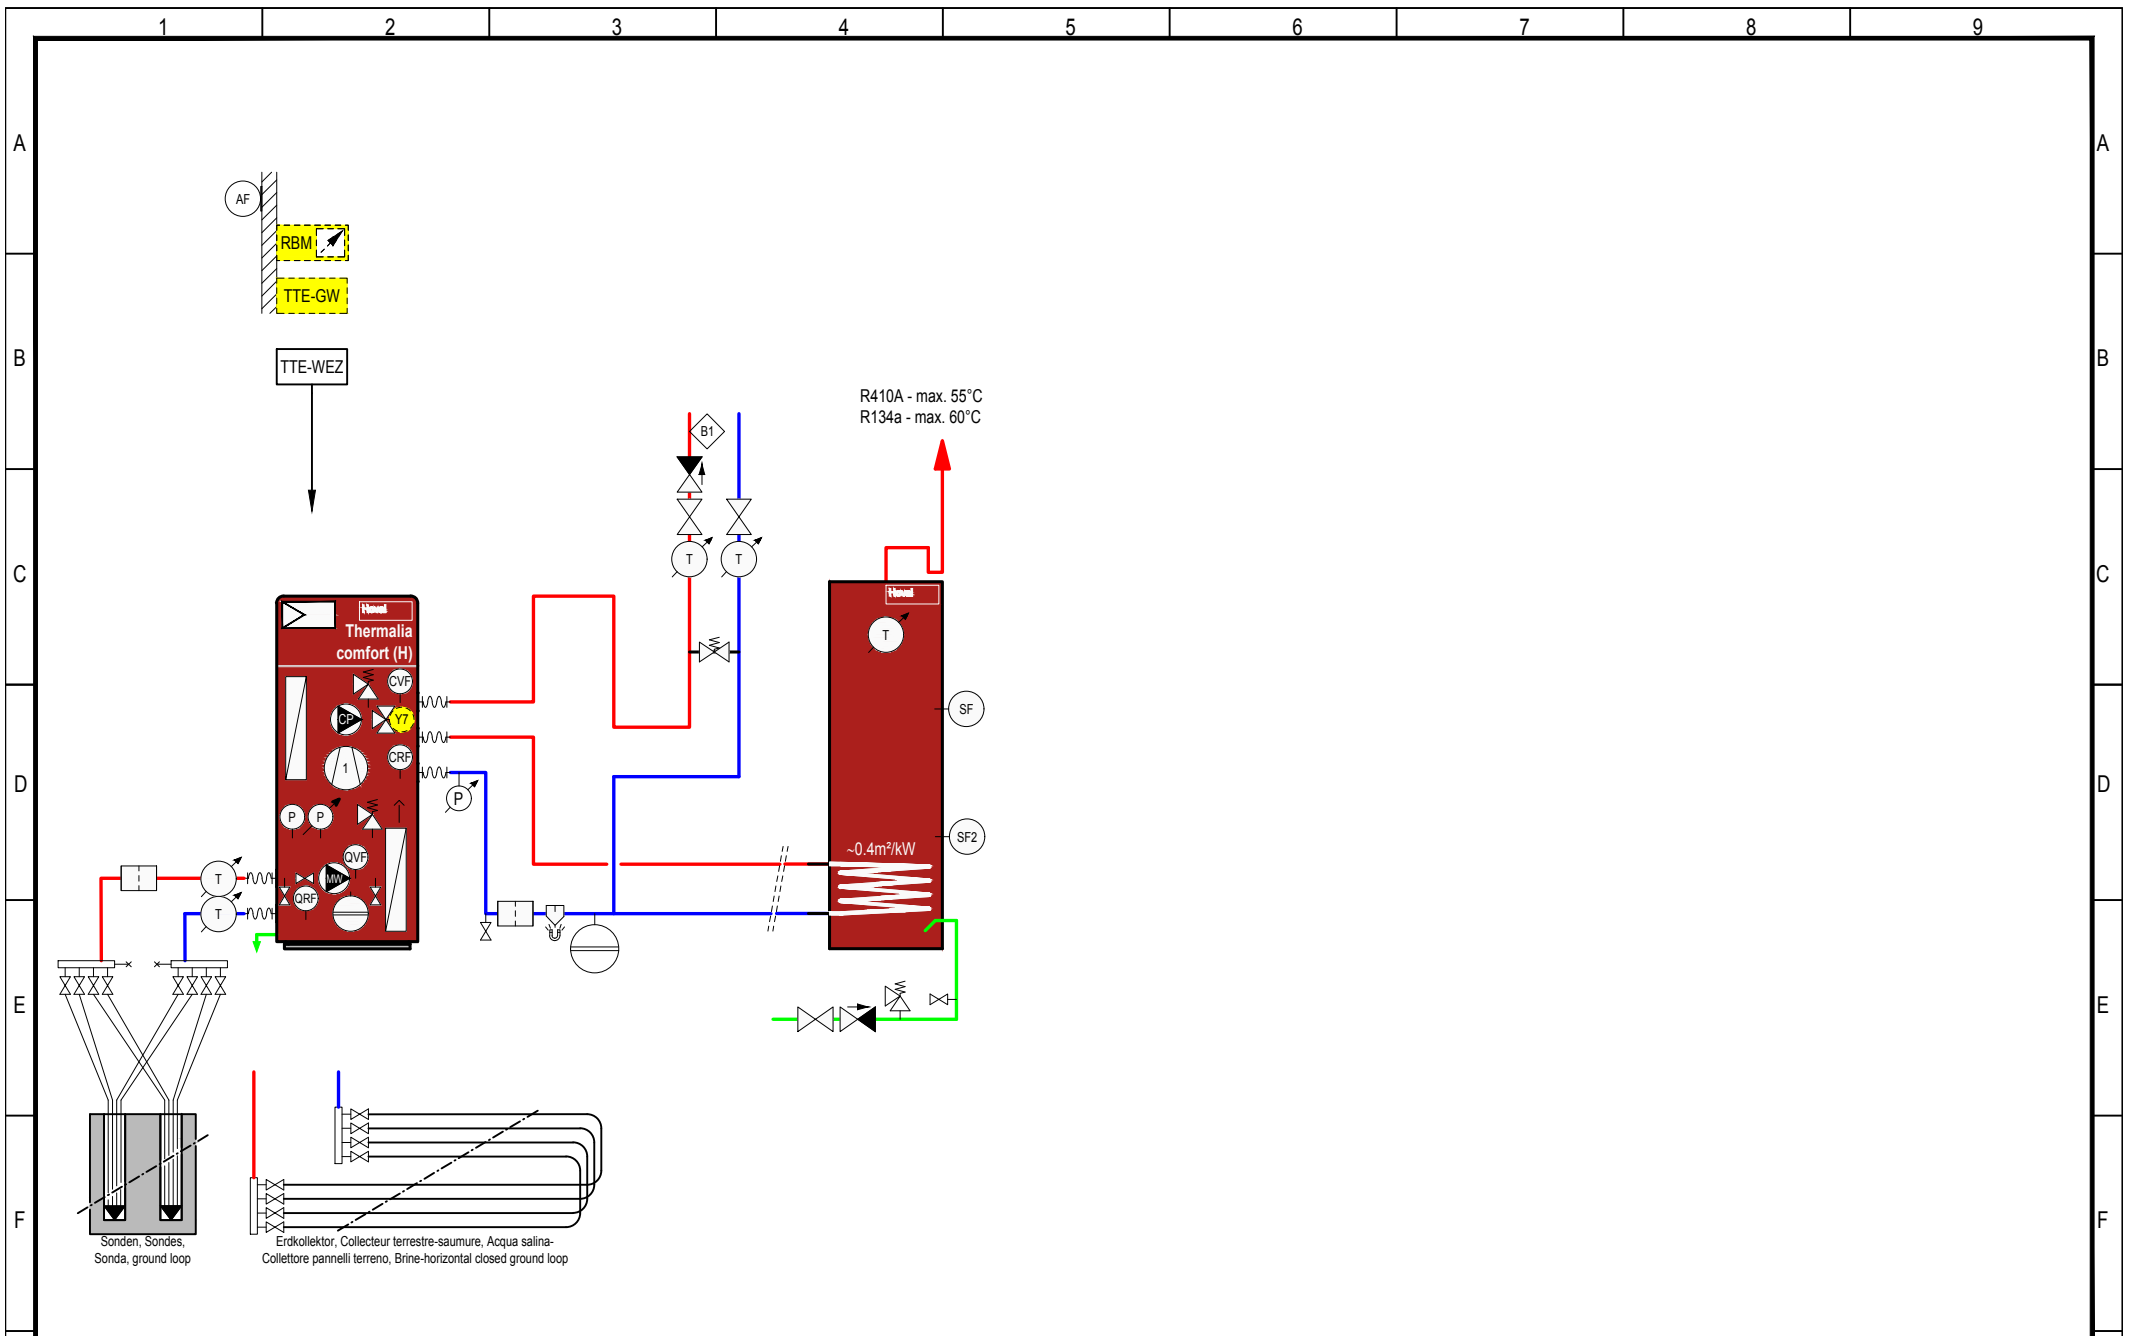 1 2 3 4 5 6 7 8 9
A A
AF
RBM
TTE-GW
B B
TTE-WEZ
R410A - max. 55°C
R134a - max. 60°C
B1
C C
T T
Hoval
Hoval
Thermalia
comfort (H)
T
CVF
CP Y7
SF
CRF
1
D D
P
P P
SF2
~0.4m²/kW
QVF
T MW
QRF
T
E E
F F
Sonden, Sondes,
Sonda, ground loop
Erdkollektor, Collecteur terrestre-saumure, Acqua salina-
Collettore pannelli terreno, Brine-horizontal closed ground loop